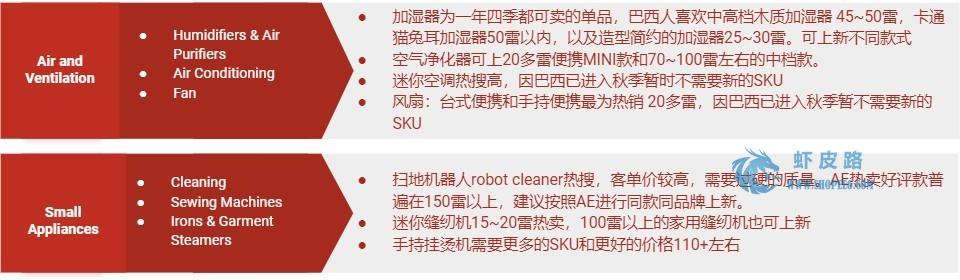 Air and
Ventilation
Humidifiers & Air
Purifiers
Air Conditioning
Fan
加湿器为一年四季都可卖的单品，巴西人喜欢中高档木质加湿器 45~50雷，卡通
猫兔耳加湿器50雷以内，以及造型简约的加湿器25~30雷。可上新不同款式
空气净化器可上20多雷便携MINI款和70~100雷左右的中档款。
迷你空调热搜高，因巴西已进入秋季暂时不需要新的SKU
风扇：台式便携和手持便携最为热销 20多雷，因巴西已进入秋季暂不需要新的
SKU
Small
Appliances
Cleaning
Sewing Machines
Irons & Garment
Steamers
扫地机器人robot cleaner热搜，客单价较高，需要过硬的质量。AE热卖好评款普
遍在150雷以上，建议按照AE进行同款同品牌上新。
迷你缝纫机15~20雷热卖，100雷以上的家用缝纫机也可上新
手持挂烫机需要更多的SKU和更好的价格110+左右
虾皮路
WWW.SHOPEE6.COM